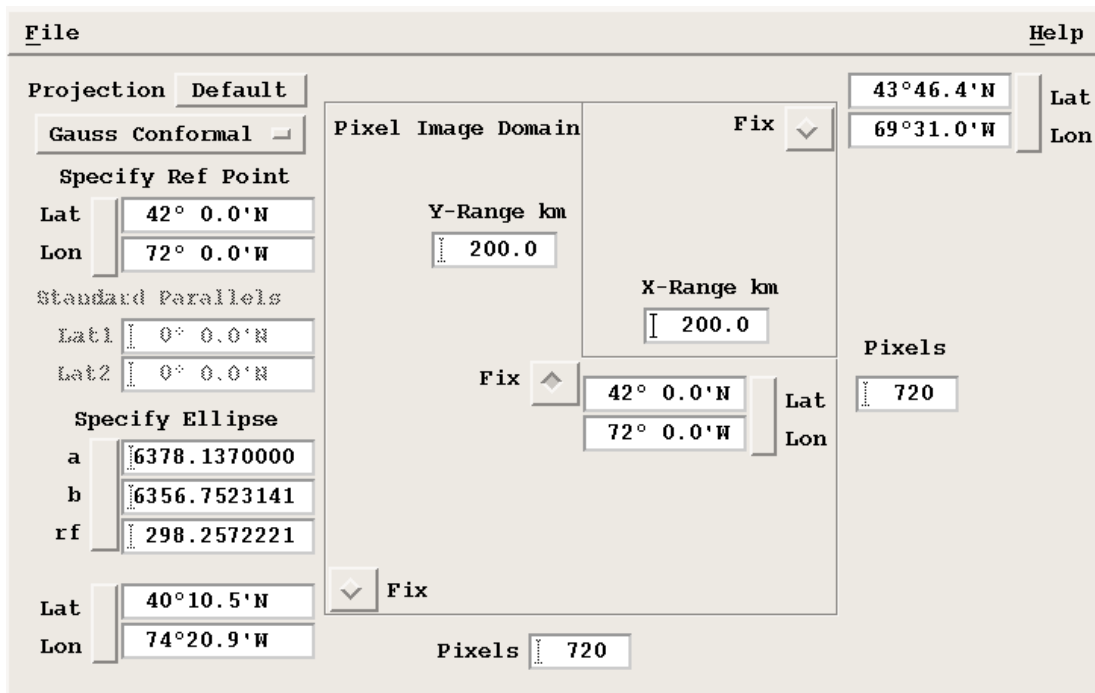 File
Help
Projection Default
Gauss Conformal
Specify Ref Point
Lat 42° 0.0'N
Lon 72° 0.0'W
Standard Parallels
Lat1 0° 0.0'N
Lat2 0° 0.0'N
Specify Ellipse
a 6378.1370000
b 6356.7523141
rf 298.2572221
Lat 40°10.5'N
Lon 74°20.9'W
Pixel Image Domain
Fix
43°46.4'N Lat
69°31.0'W Lon
Y-Range km
200.0
X-Range km
200.0
Fix
42° 0.0'N Lat
72° 0.0'W Lon
Pixels
720
Fix
Pixels 720